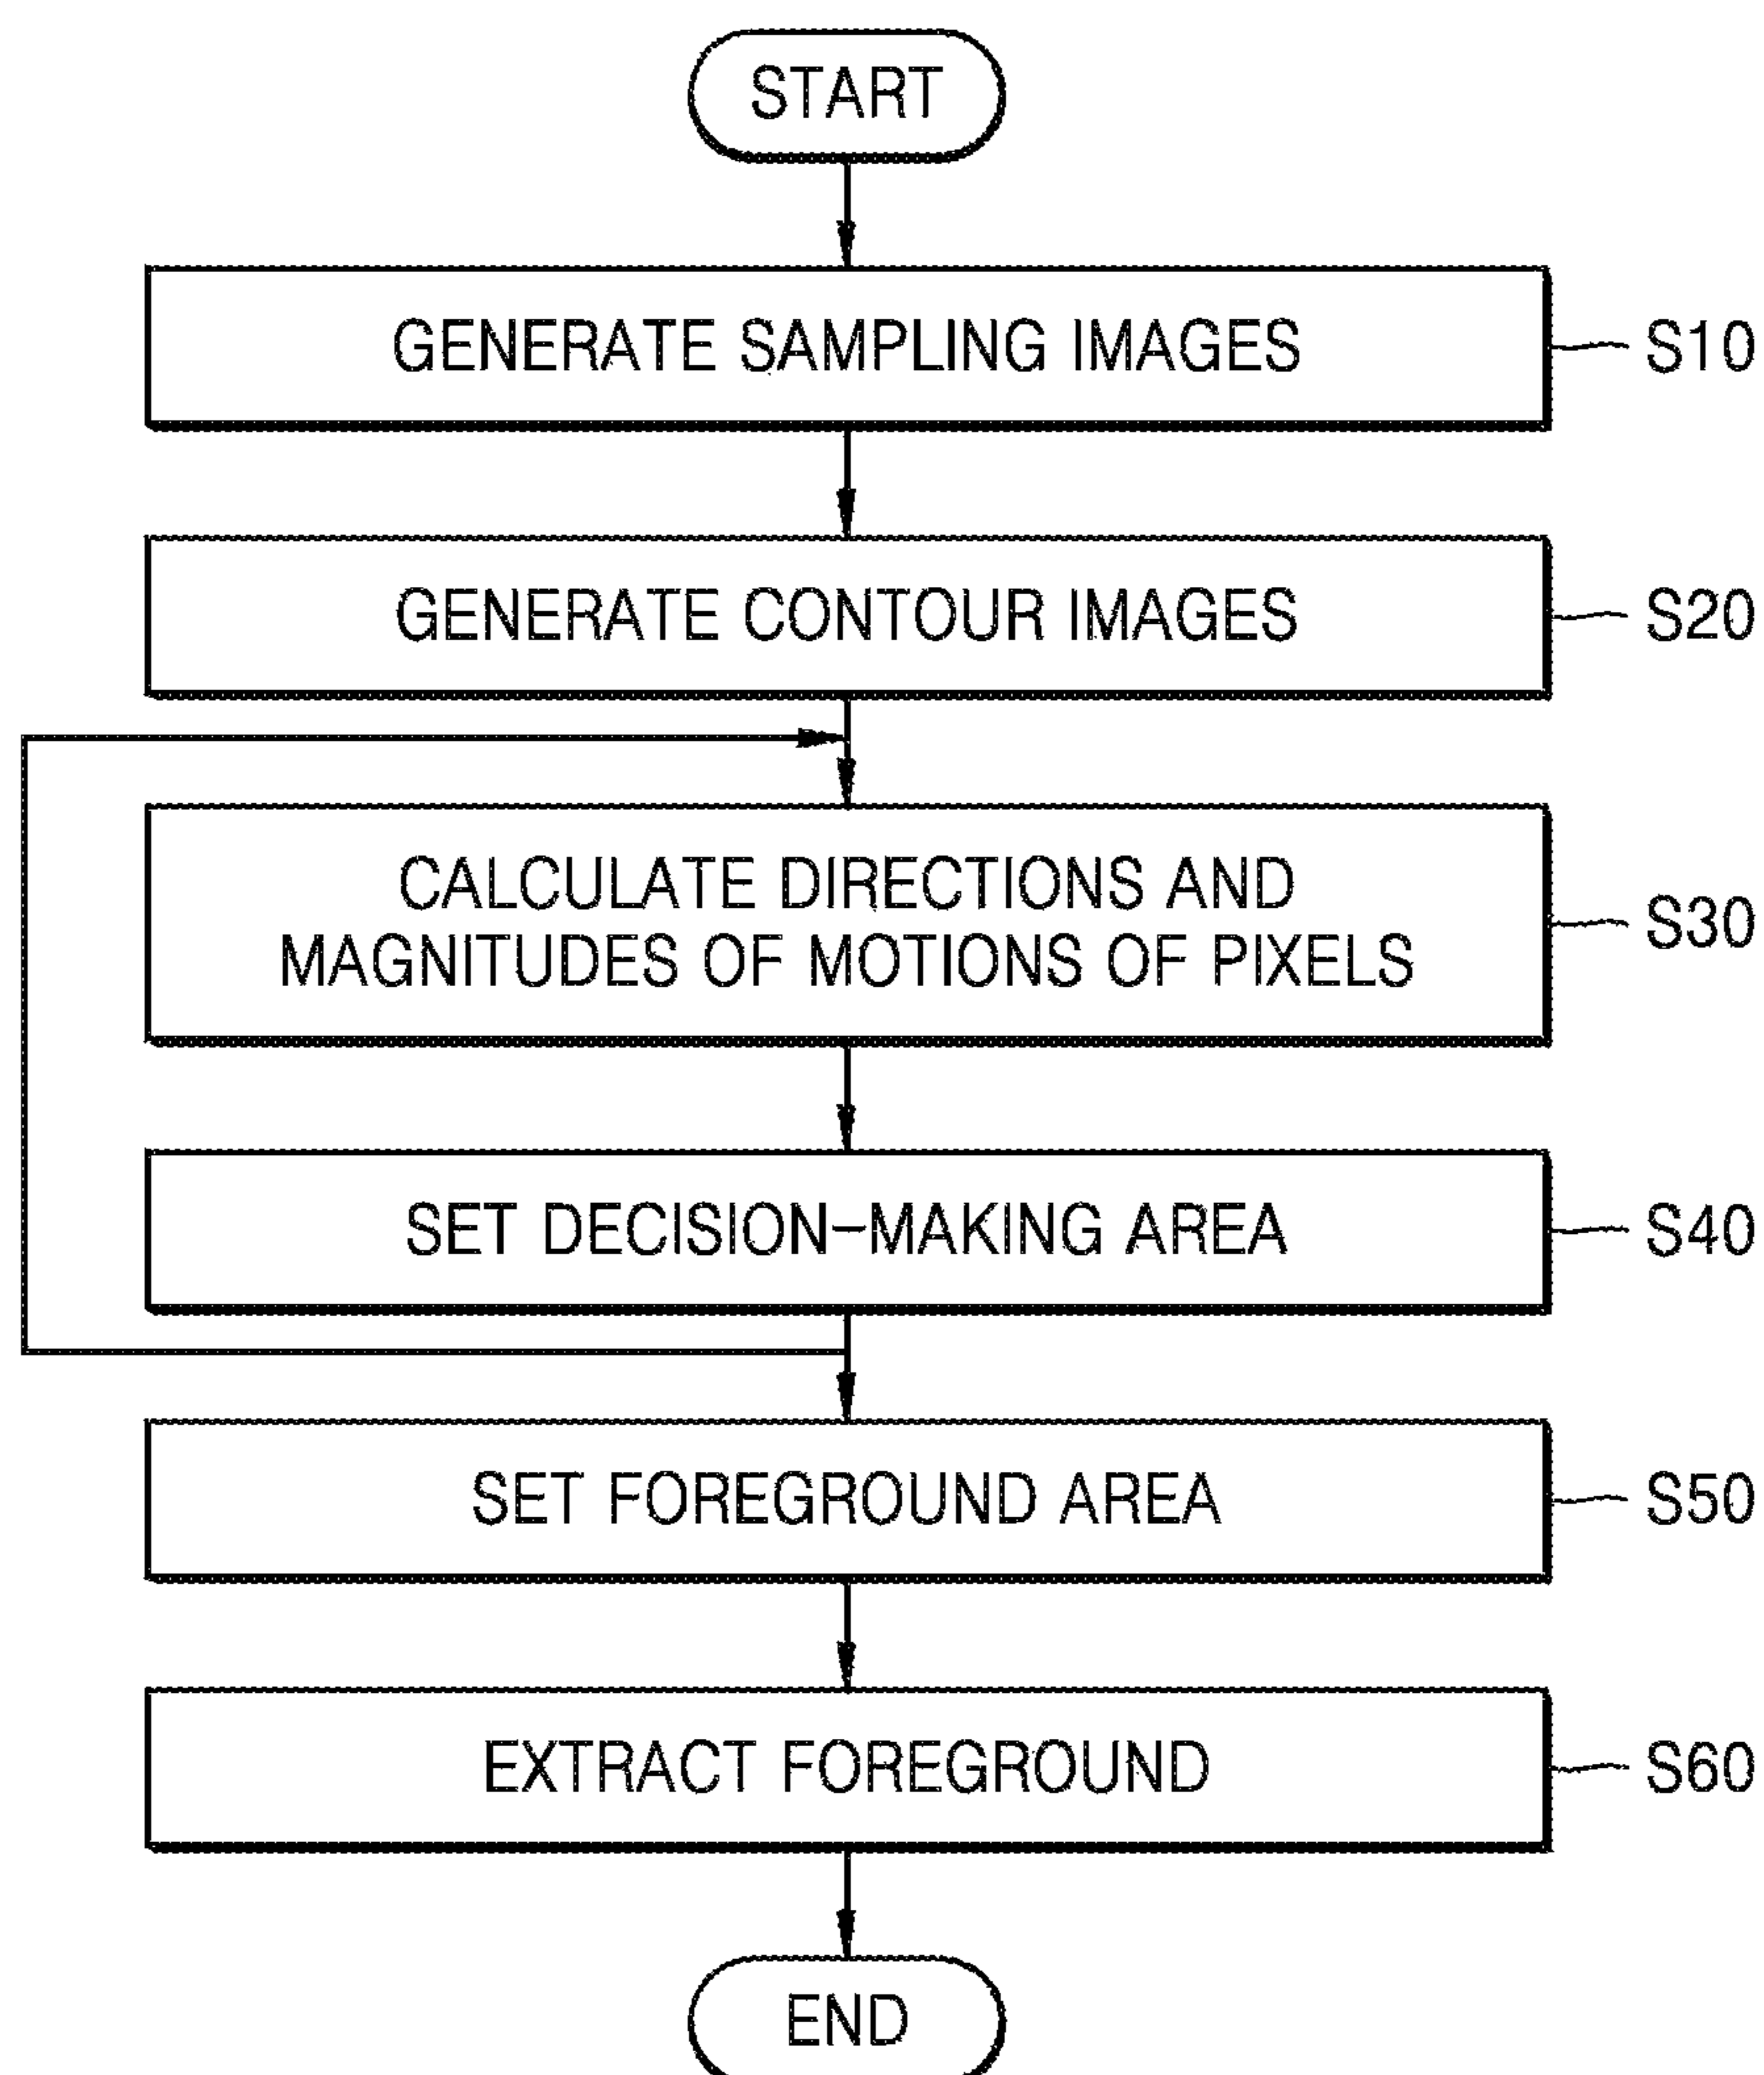 START
GENERATE SAMPLING IMAGES
S10
GENERATE CONTOUR IMAGES
S20
CALCULATE DIRECTIONS AND
MAGNITUDES OF MOTIONS OF PIXELS
S30
SET DECISION-MAKING AREA
S40
SET FOREGROUND AREA
S50
EXTRACT FOREGROUND
S60
END